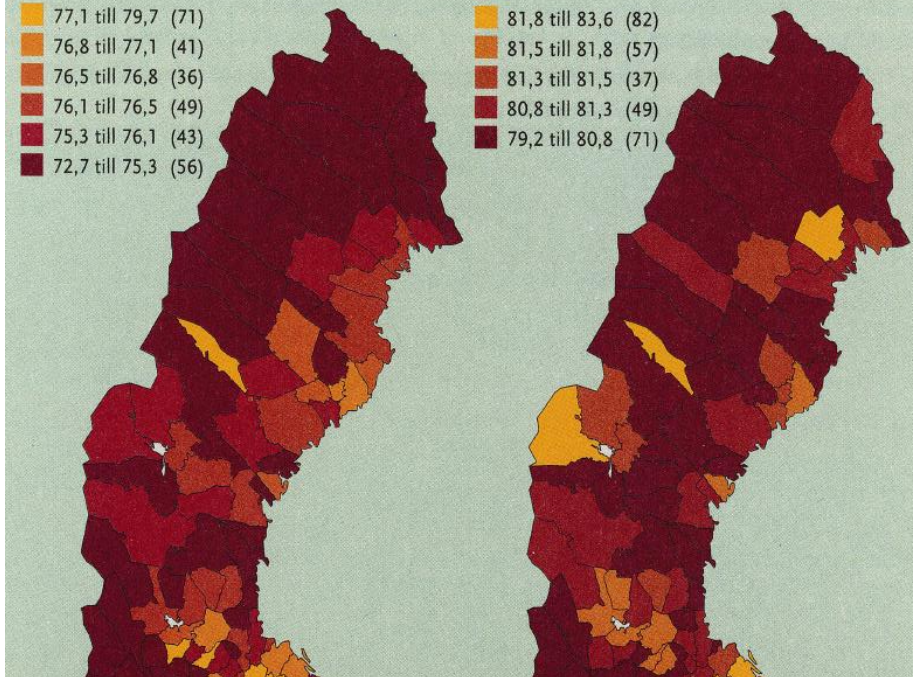 77,1 till 79,7 (71)
76,8 till 77,1 (41)
76,5 till 76,8 (36)
76,1 till 76,5 (49)
75,3 till 76,1 (43)
72,7 till 75,3 (56)
81,8 till 83,6 (82)
81,5 till 81,8 (57)
81,3 till 81,5 (37)
80,8 till 81,3 (49)
79,2 till 80,8 (71)